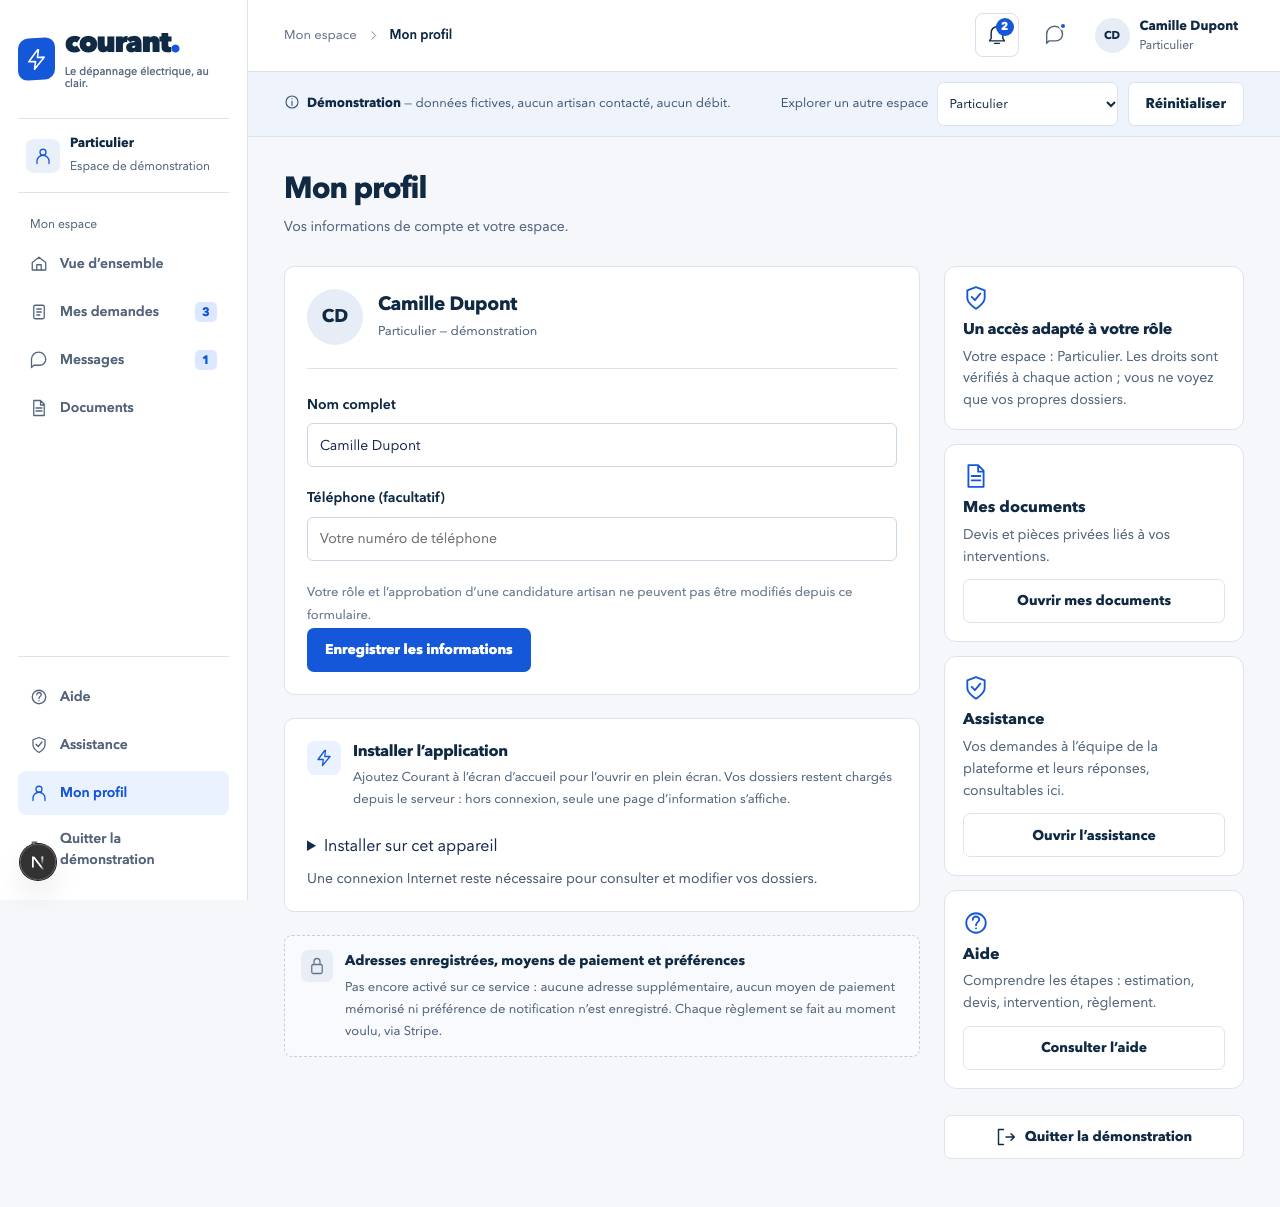 courant.
Le dépannage électrique, au
clair.
Particulier
Espace de démonstration
Mon espace
Vue d’ensemble
Mes demandes 3
Messages 1
Documents
Aide
Assistance
Mon profil
Quitter la
démonstration
N
Mon espace > Mon profil
2
CD
Camille Dupont
Particulier
Démonstration – données fictives, aucun artisan contacté, aucun débit.
Explorer un autre espace
Particulier
Réinitialiser
Mon profil
Vos informations de compte et votre espace.
CD
Camille Dupont
Particulier – démonstration
Nom complet
Camille Dupont
Téléphone (facultatif)
Votre numéro de téléphone
Votre rôle et l’approbation d’une candidature artisan ne peuvent pas être modifiés depuis ce
formulaire.
Enregistrer les informations
Installer l’application
Ajoutez Courant à l’écran d’accueil pour l’ouvrir en plein écran. Vos dossiers restent chargés
depuis le serveur : hors connexion, seule une page d’information s’affiche.
Installer sur cet appareil
Une connexion Internet reste nécessaire pour consulter et modifier vos dossiers.
Adresses enregistrées, moyens de paiement et préférences
Pas encore activé sur ce service : aucune adresse supplémentaire, aucun moyen de paiement
mémorisé ni préférence de notification n’est enregistré. Chaque règlement se fait au moment
voulu, via Stripe.
Un accès adapté à votre rôle
Votre espace : Particulier. Les droits sont
vérifiés à chaque action ; vous ne voyez
que vos propres dossiers.
Mes documents
Devis et pièces privées liés à vos
interventions.
Ouvrir mes documents
Assistance
Vos demandes à l’équipe de la
plateforme et leurs réponses,
consultables ici.
Ouvrir l’assistance
Aide
Comprendre les étapes : estimation,
devis, intervention, règlement.
Consulter l’aide
Quitter la démonstration